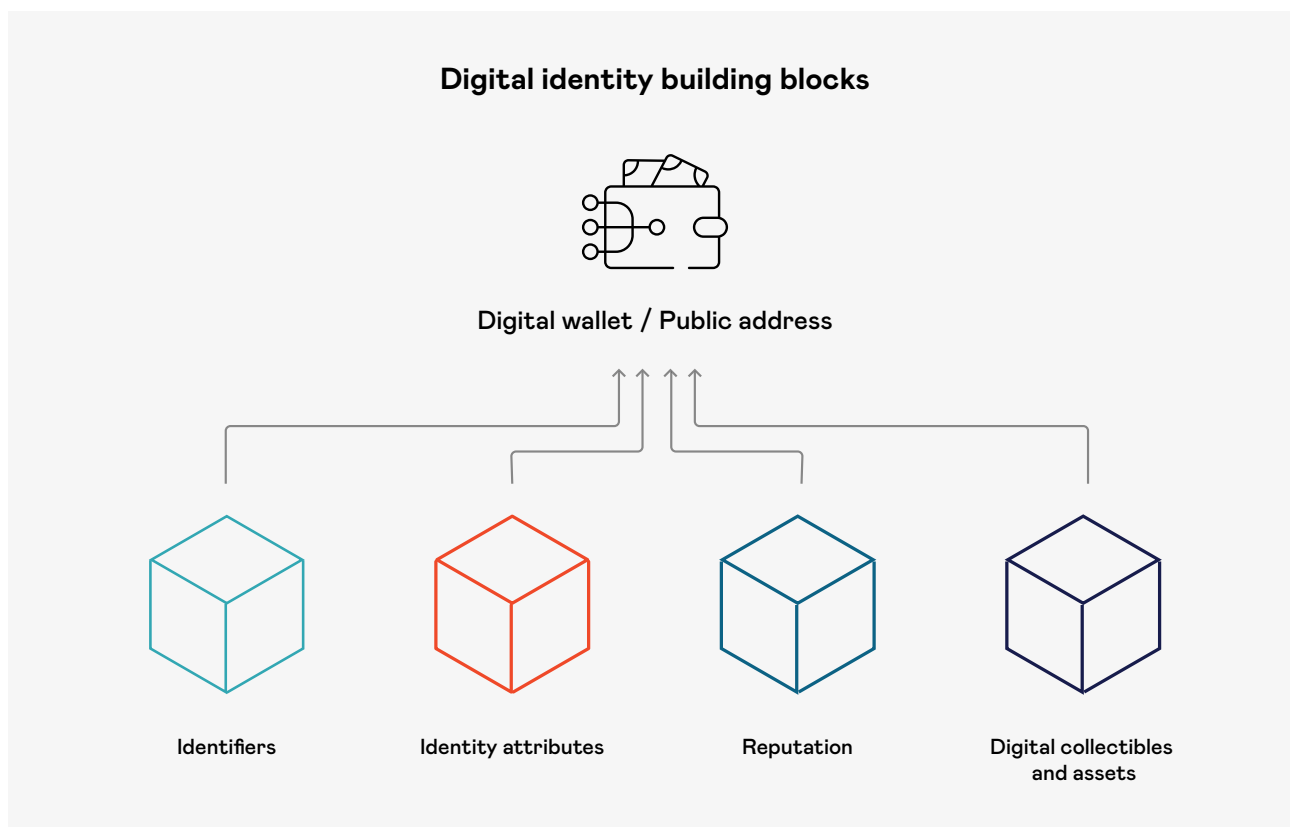 Digital identity building blocks
Digital wallet / Public address
Identifiers
Identity attributes
Reputation
Digital collectibles
and assets